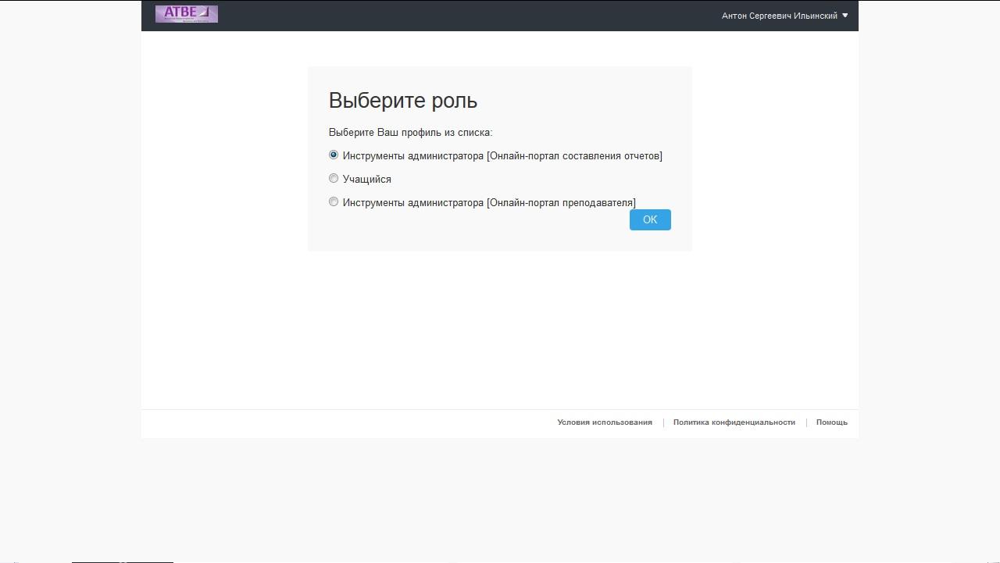 ATBE
Антон Сергеевич Ильинский
Выберите роль
Выберите Ваш профиль из списка:
Инструменты администратора [Онлайн-портал составления отчетов]
Учащийся
Инструменты администратора [Онлайн-портал преподавателя]
ОК
Условия использования
Политика конфиденциальности
Помощь